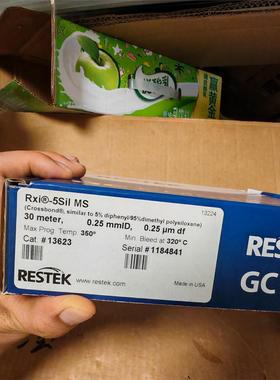 Rxi®-5Sil MS
(Crossbond®, similar to 5% diphenyl/95%dimethyl polysiloxane)
13224
30 meter, 0.25 mmID, 0.25 µm df
Max Prog. Temp. 350° Min. Bleed at 320° C
Cat. #13623 Serial #1184841
RESTEK
www.restek.com
Made in USA
RES
GC